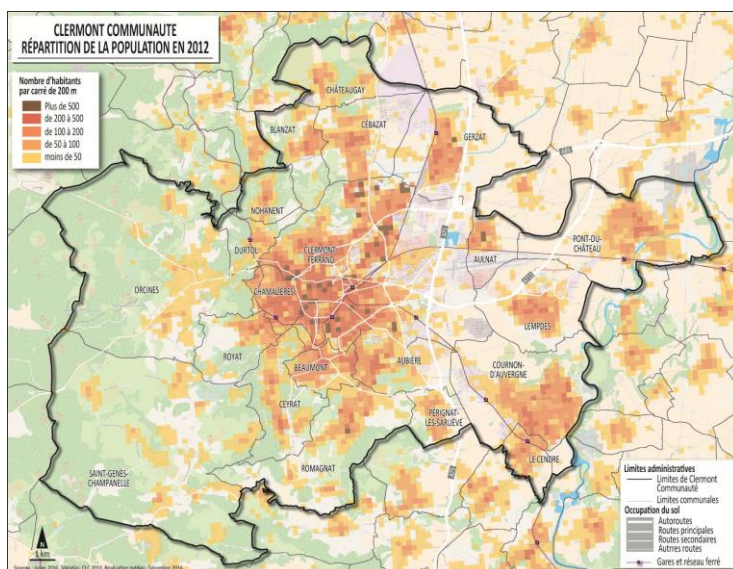 CLERMONT COMMUNAUTE
RÉPARTITION DE LA POPULATION EN 2012
Nombre d'habitants
par carré de 200 m
Plus de 500
de 200 à 500
de 100 à 200
de 50 à 100
moins de 50
CHÂTEAUGAY
CÉBAZAT
BLANZAT
GERZAT
NOHANENT
DURTOL
CLERMONT-
FERRAND
AULNAT
PONT-DU-
CHÂTEAU
ORCINES
CHAMALIÈRES
LEMPDES
ROYAT
BEAUMONT
AUBIÈRE
COURNON-
D'AUVERGNE
CEYRAT
PÉRIGNAT-
LES-SARLIÈVE
ROMAGNAT
LE CENDRE
SAINT-GENÈS-
CHAMPANELLE
Limites administratives
Limites de Clermont
Communauté
Limites communales
Occupation du sol
Autoroutes
Routes principales
Routes secondaires
Autres routes
Gares et réseau ferré
N
1 km